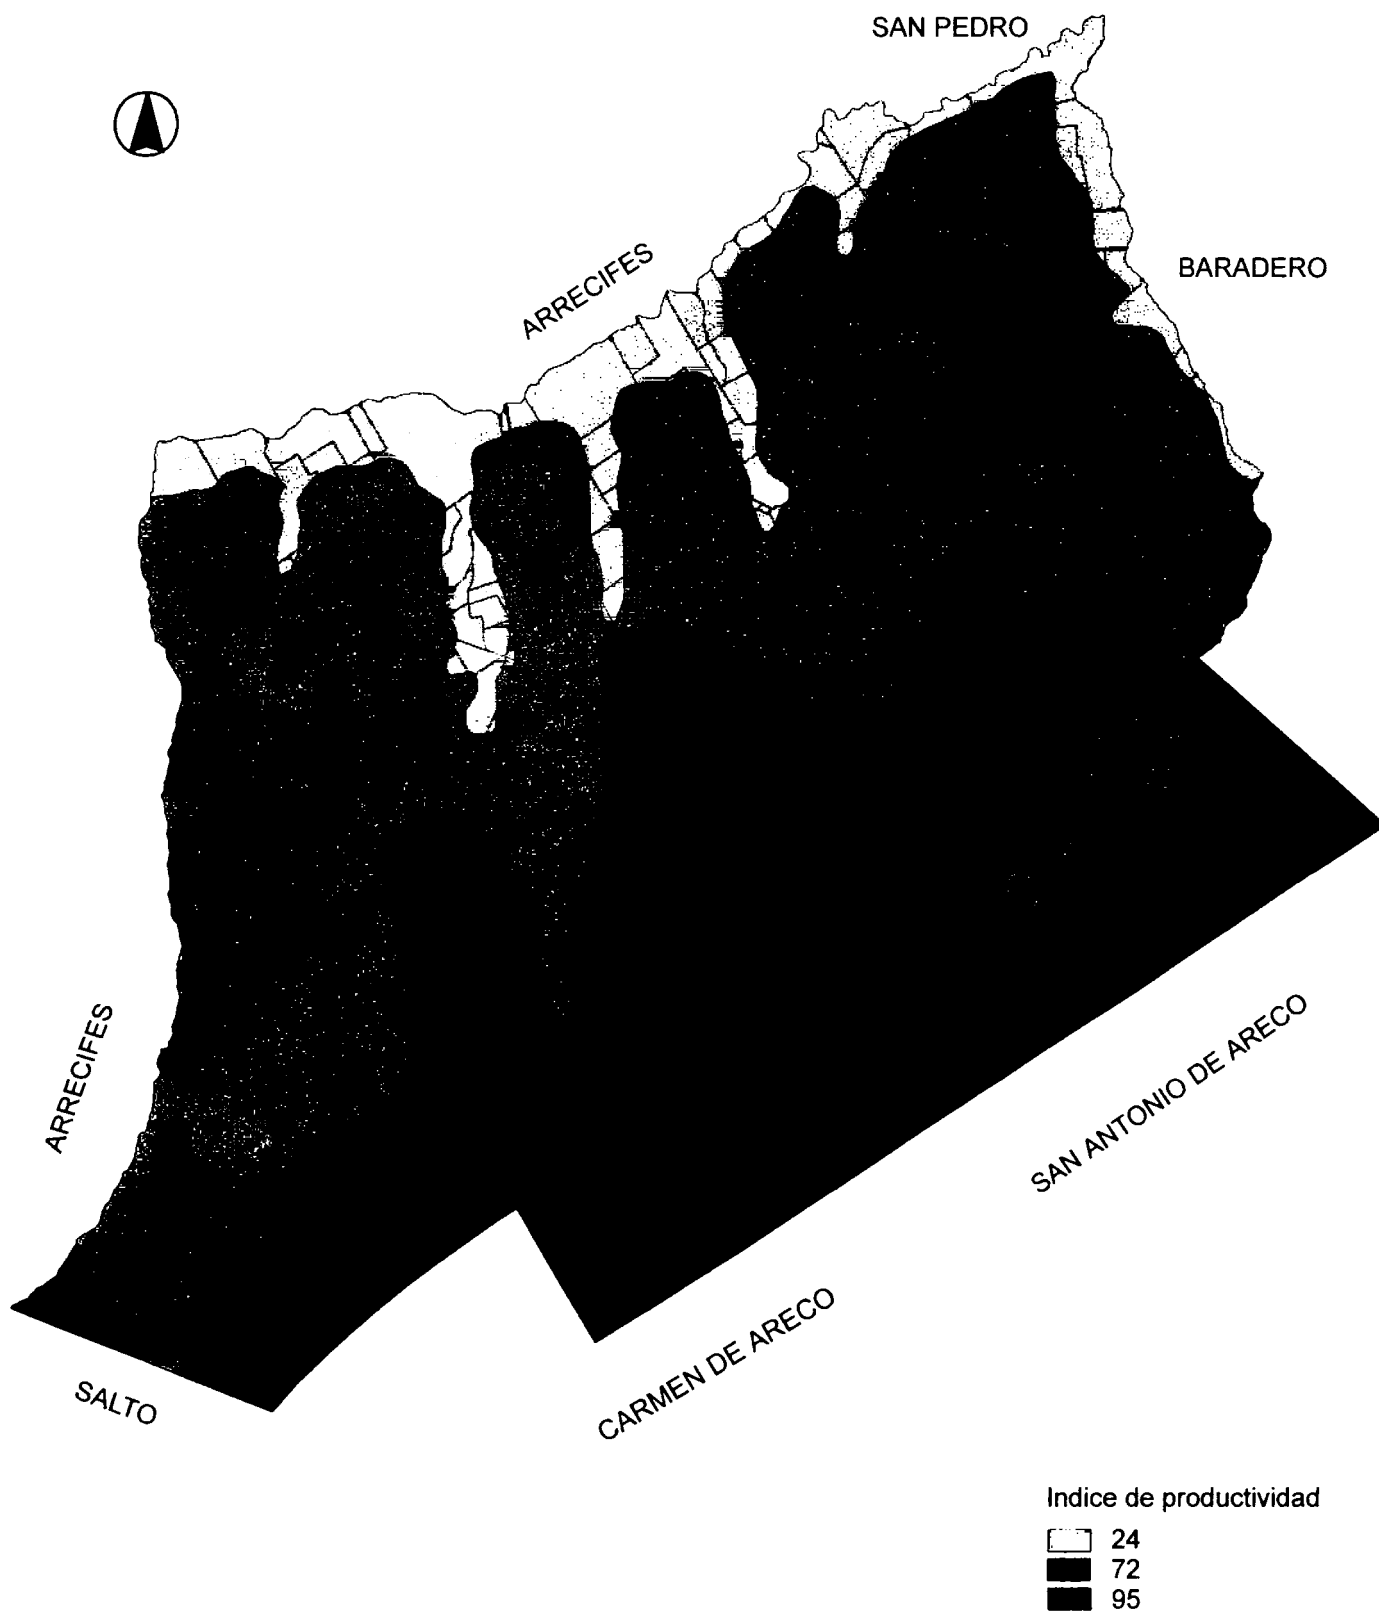 SAN PEDRO
ARRECIFES
BARADERO
ARRECIFES
SAN ANTONIO DE ARECO
CARMEN DE ARECO
SALTO
Indice de productividad
24
72
95